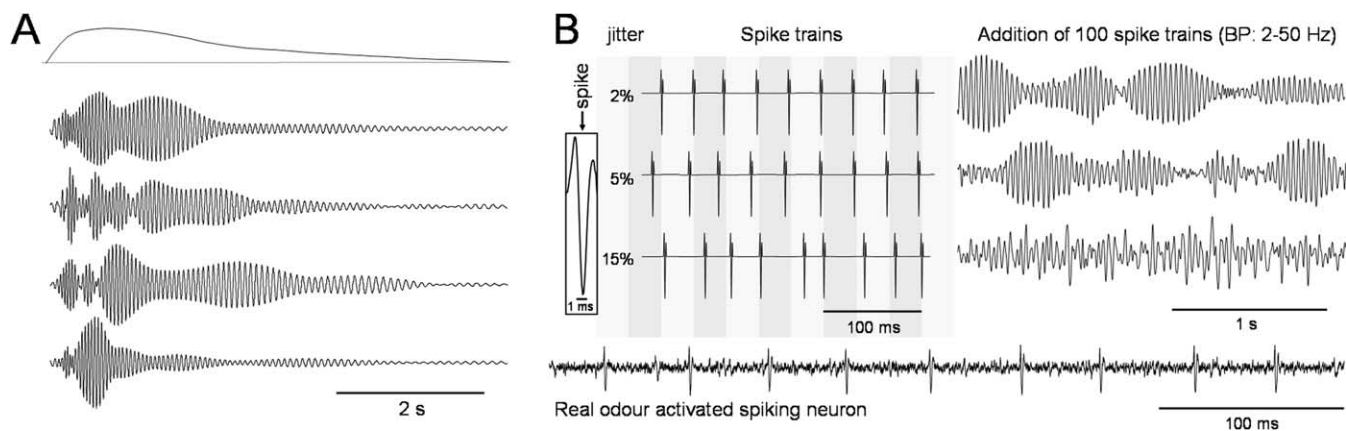 A
2 s
B
jitter
Spike trains
Addition of 100 spike trains (BP: 2-50 Hz)
spike
2%
5%
15%
1 ms
100 ms
1 s
Real odour activated spiking neuron
100 ms